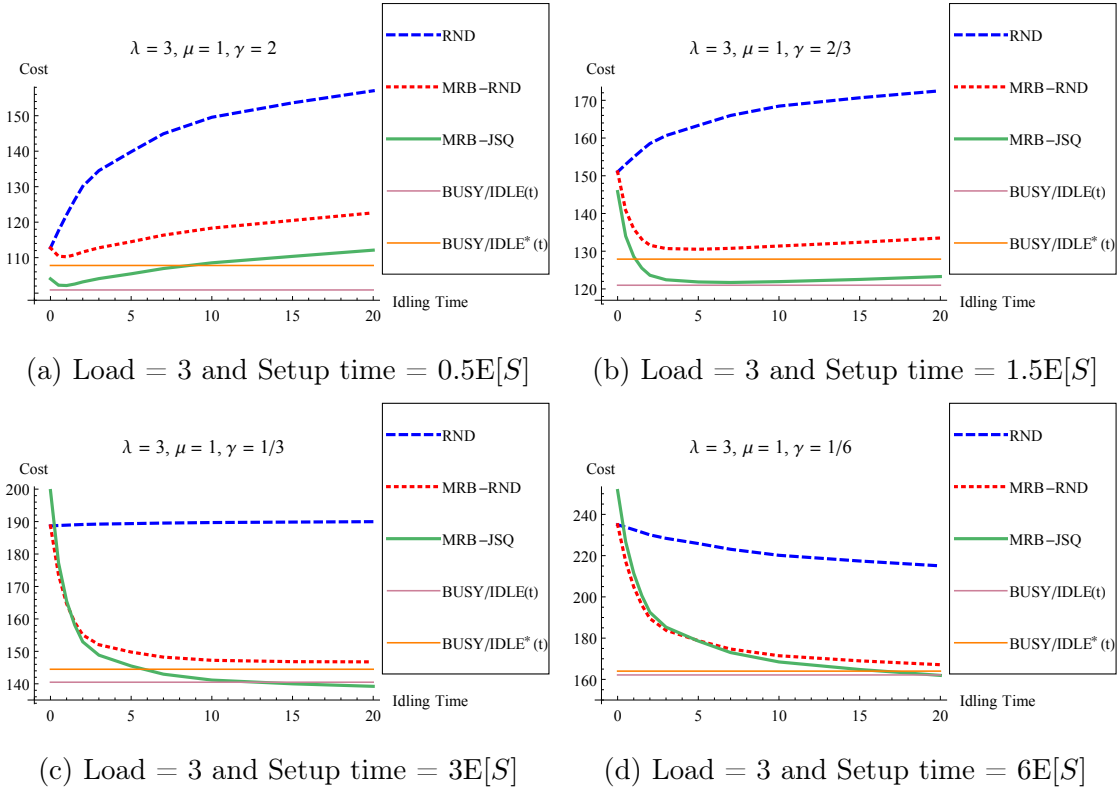 λ = 3, μ = 1, γ = 2
Cost
150
140
130
120
110
0
5
10
15
20
Idling Time
RND
MRB−RND
MRB−JSQ
BUSY/IDLE(t)
BUSY/IDLE*(t)
(a) Load = 3 and Setup time = 0.5E[S]
λ = 3, μ = 1, γ = 2/3
Cost
170
160
150
140
130
120
0
5
10
15
20
Idling Time
RND
MRB−RND
MRB−JSQ
BUSY/IDLE(t)
BUSY/IDLE*(t)
(b) Load = 3 and Setup time = 1.5E[S]
λ = 3, μ = 1, γ = 1/3
Cost
200
190
180
170
160
150
140
0
5
10
15
20
Idling Time
RND
MRB−RND
MRB−JSQ
BUSY/IDLE(t)
BUSY/IDLE*(t)
(c) Load = 3 and Setup time = 3E[S]
λ = 3, μ = 1, γ = 1/6
Cost
240
220
200
180
160
0
5
10
15
20
Idling Time
RND
MRB−RND
MRB−JSQ
BUSY/IDLE(t)
BUSY/IDLE*(t)
(d) Load = 3 and Setup time = 6E[S]